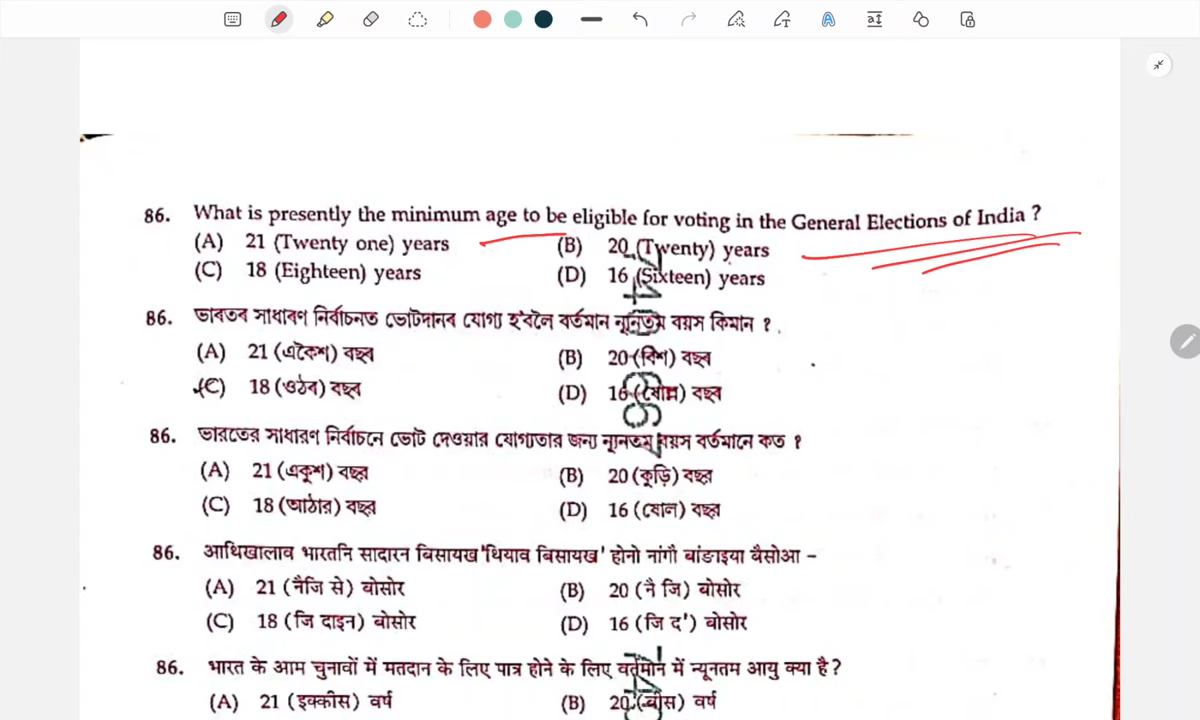 86. What is presently the minimum age to be eligible for voting in the General Elections of India ?
(A) 21 (Twenty one) years (B) 20 (Twenty) years
(C) 18 (Eighteen) years (D) 16 (Sixteen) years
86. ভাৰতৰ সাধাৰণ নিৰ্বাচনত ভোটদানৰ যোগ্য হ'বলৈ বৰ্তমান ন্যূনতম বয়স কিমান ?
(A) 21 (একৈশ) বছৰ (B) 20 (বিশ) বছৰ
(C) 18 (ওঠৰ) বছৰ (D) 16 (ষোল্ল) বছৰ
86. ভারতের সাধারণ নির্বাচনে ভোট দেওয়ার যোগ্যতার জন্য ন্যূনতম বয়স বর্তমানে কত ?
(A) 21 (একুশ) বছর (B) 20 (কুড়ি) বছর
(C) 18 (আঠার) বছর (D) 16 (ষোল) বছর
86. आथिखालाव भारतनि सादारन बिसायख 'थियाव बिसायख' होनो नांगौ बांङाइया बैसोआ –
(A) 21 (नैजि से) बोसोर (B) 20 (नै जि) बोसोर
(C) 18 (जि दाइन) बोसोर (D) 16 (जि द') बोसोर
86. भारत के आम चुनावों में मतदान के लिए पात्र होने के लिए वर्तमान में न्यूनतम आयु क्या है?
(A) 21 (इक्कीस) वर्ष (B) 20 (बीस) वर्ष